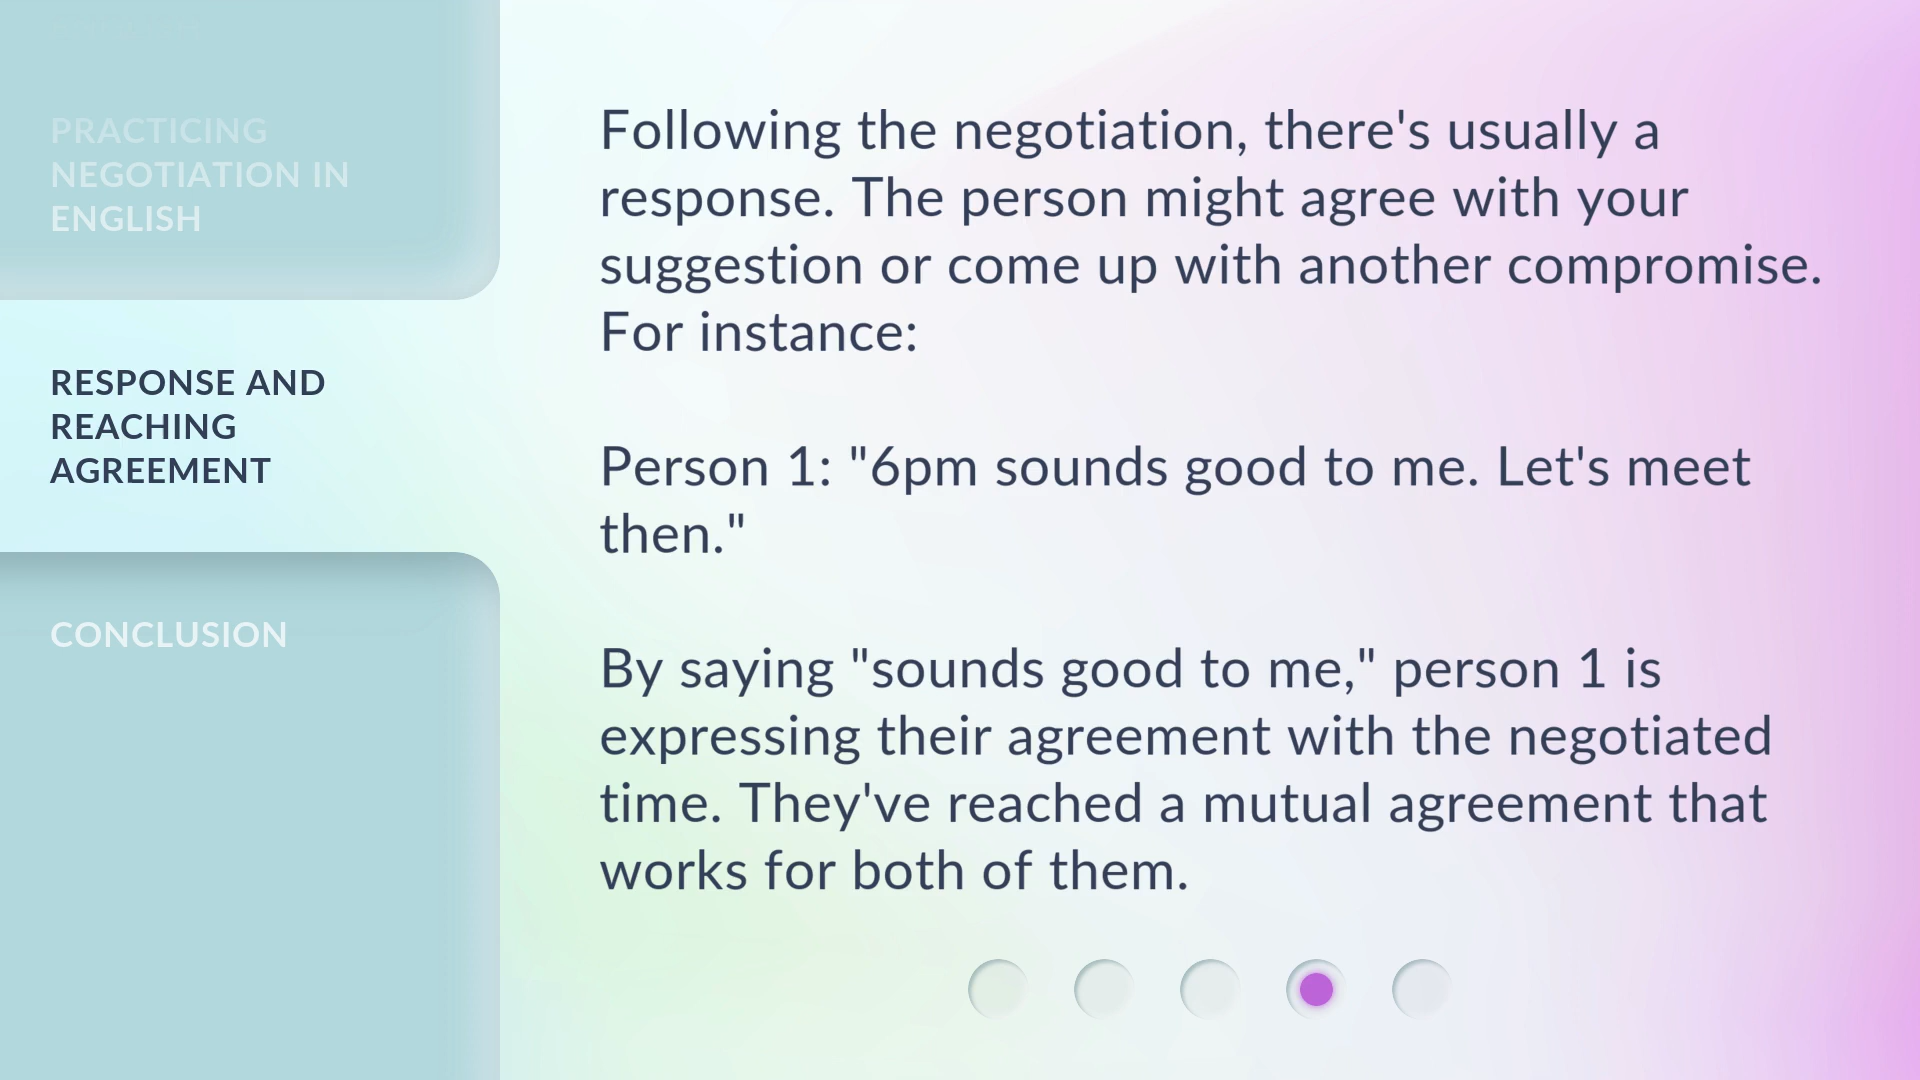 PRACTICING
NEGOTIATION IN
ENGLISH
RESPONSE AND
REACHING
AGREEMENT
CONCLUSION
Following the negotiation, there's usually a
response. The person might agree with your
suggestion or come up with another compromise.
For instance:
Person 1: "6pm sounds good to me. Let's meet
then."
By saying "sounds good to me," person 1 is
expressing their agreement with the negotiated
time. They've reached a mutual agreement that
works for both of them.